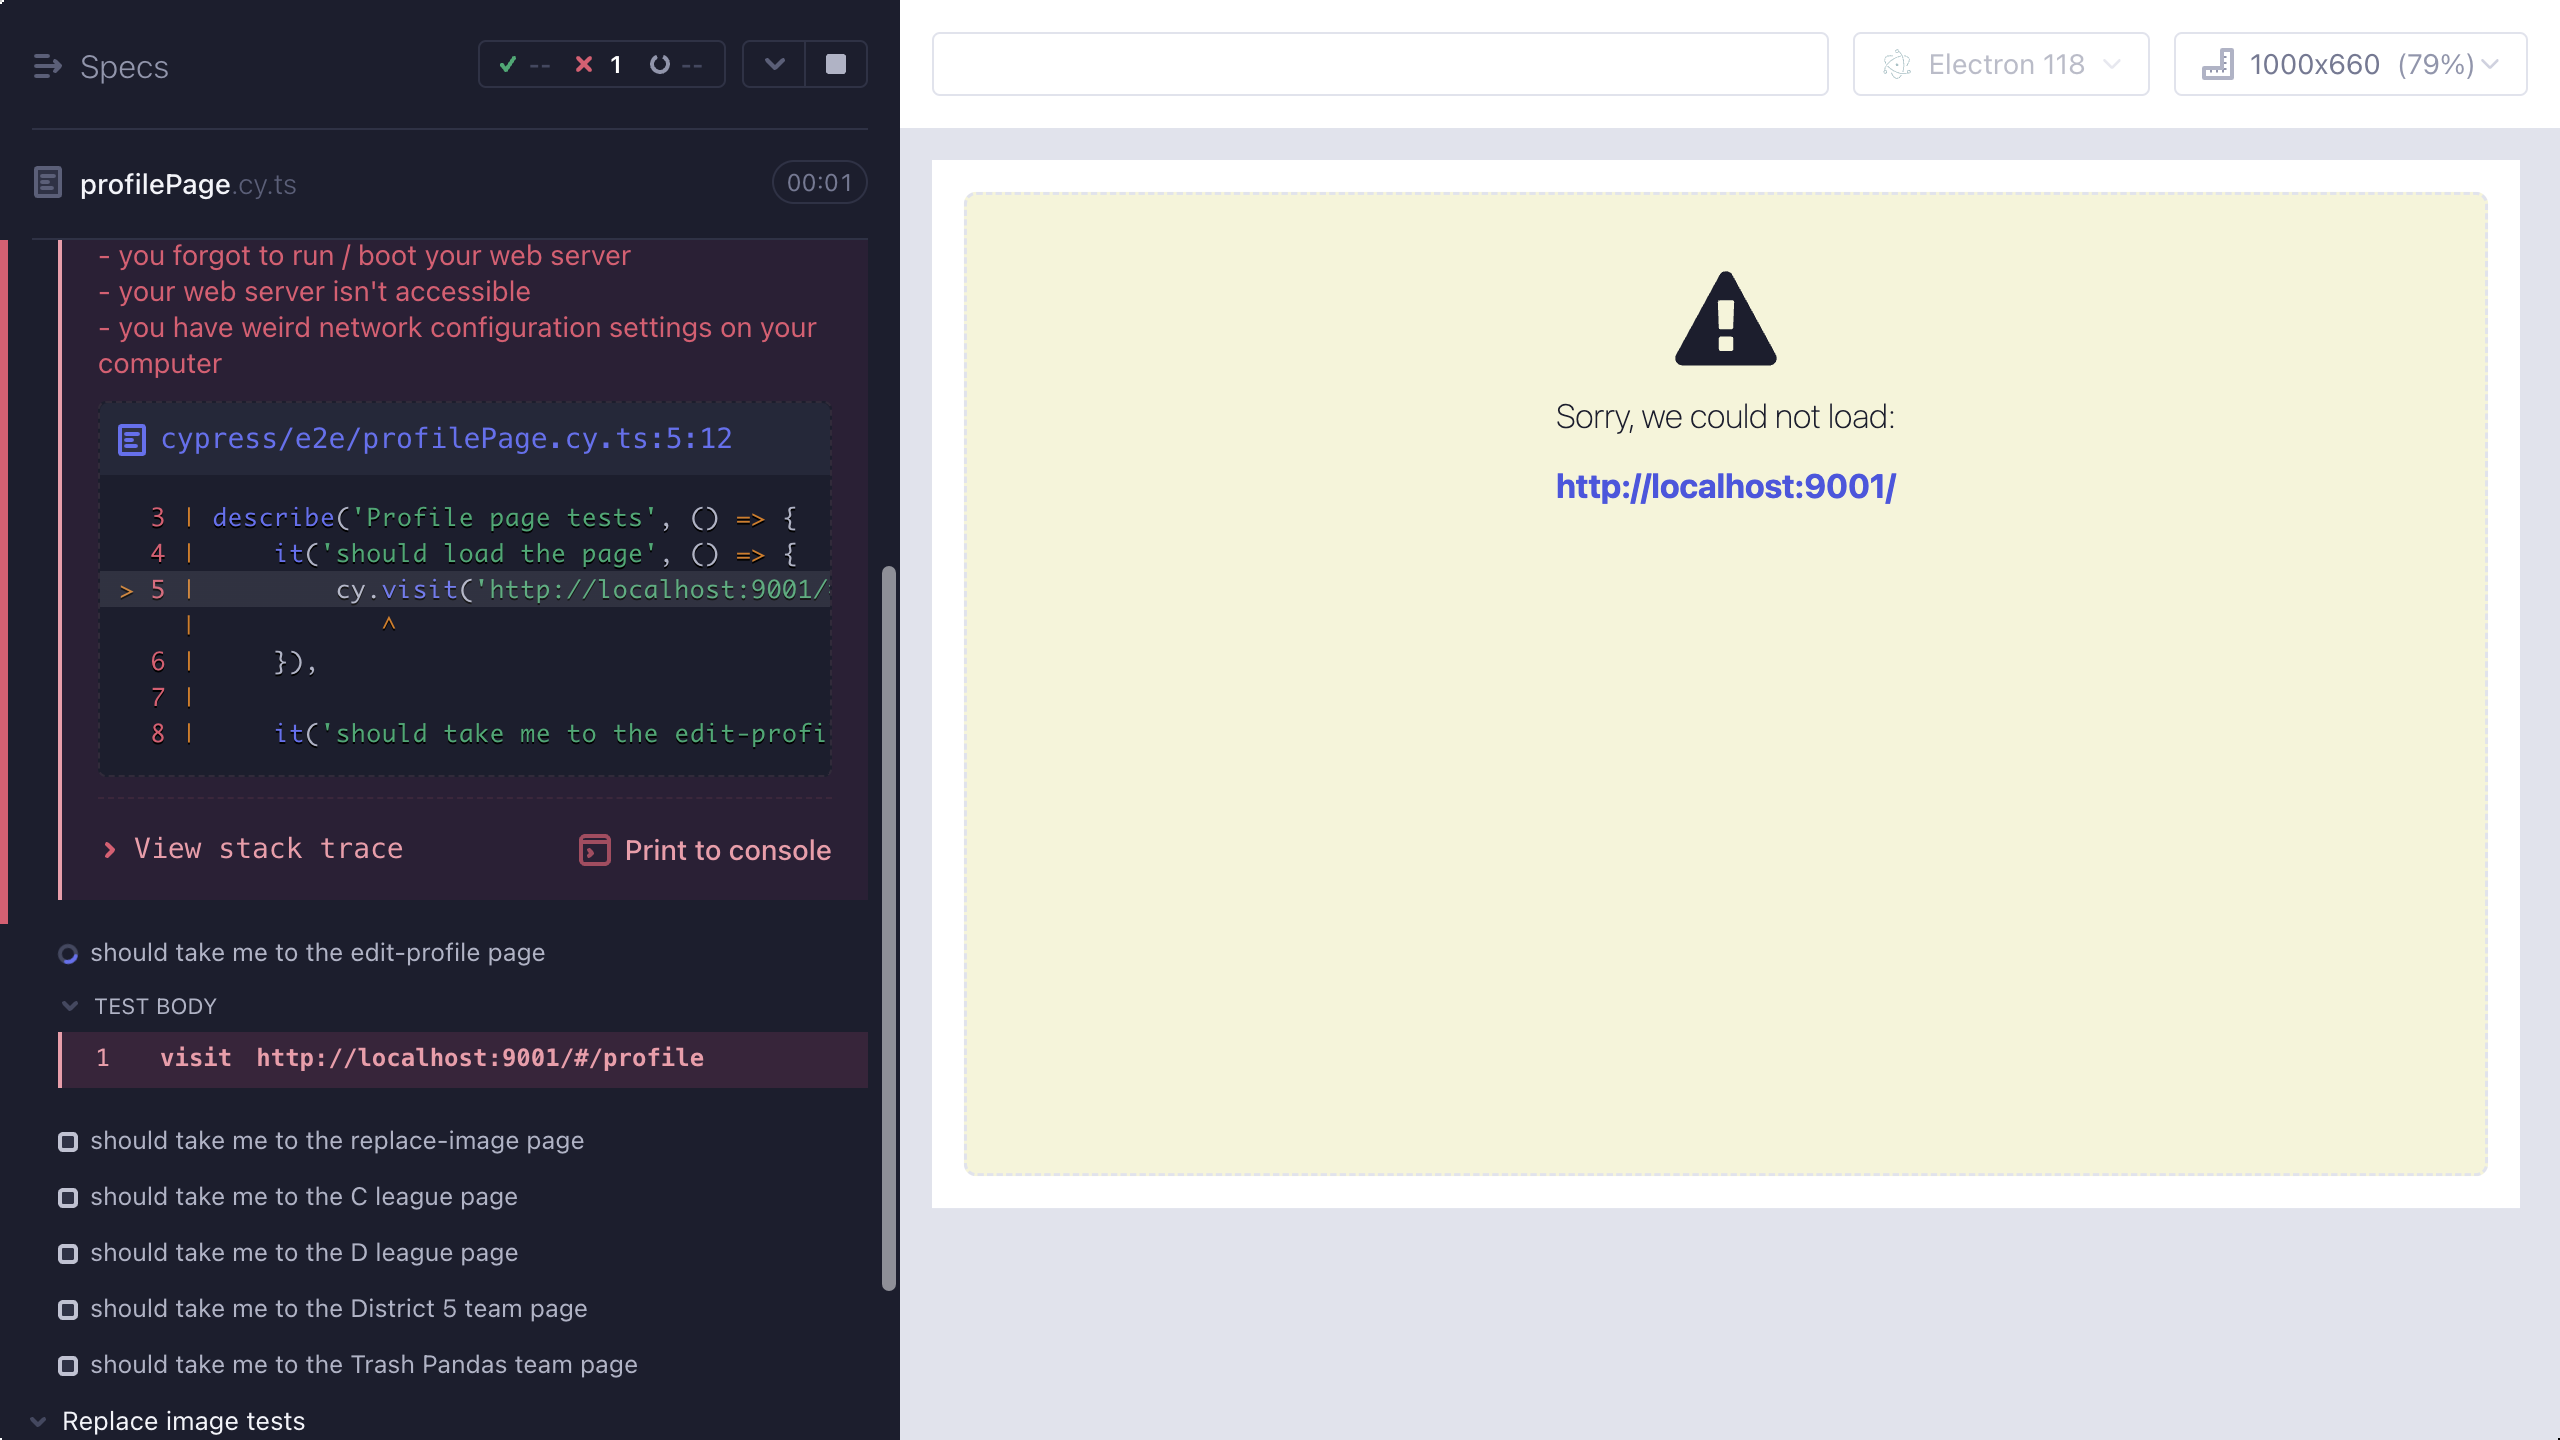 Specs
-- 1 --
profilePage.cy.ts
00:01
- you forgot to run / boot your web server
- your web server isn't accessible
- you have weird network configuration settings on your
computer
cypress/e2e/profilePage.cy.ts:5:12
3 | describe('Profile page tests', () => {
4 |     it('should load the page', () => {
> 5 |         cy.visit('http://localhost:9001/
|            ^
6 |     }),
7 |
8 |     it('should take me to the edit-profi
View stack trace
Print to console
should take me to the edit-profile page
TEST BODY
1 visit http://localhost:9001/#/profile
should take me to the replace-image page
should take me to the C league page
should take me to the D league page
should take me to the District 5 team page
should take me to the Trash Pandas team page
Replace image tests
Electron 118
1000x660 (79%)
Sorry, we could not load:
http://localhost:9001/